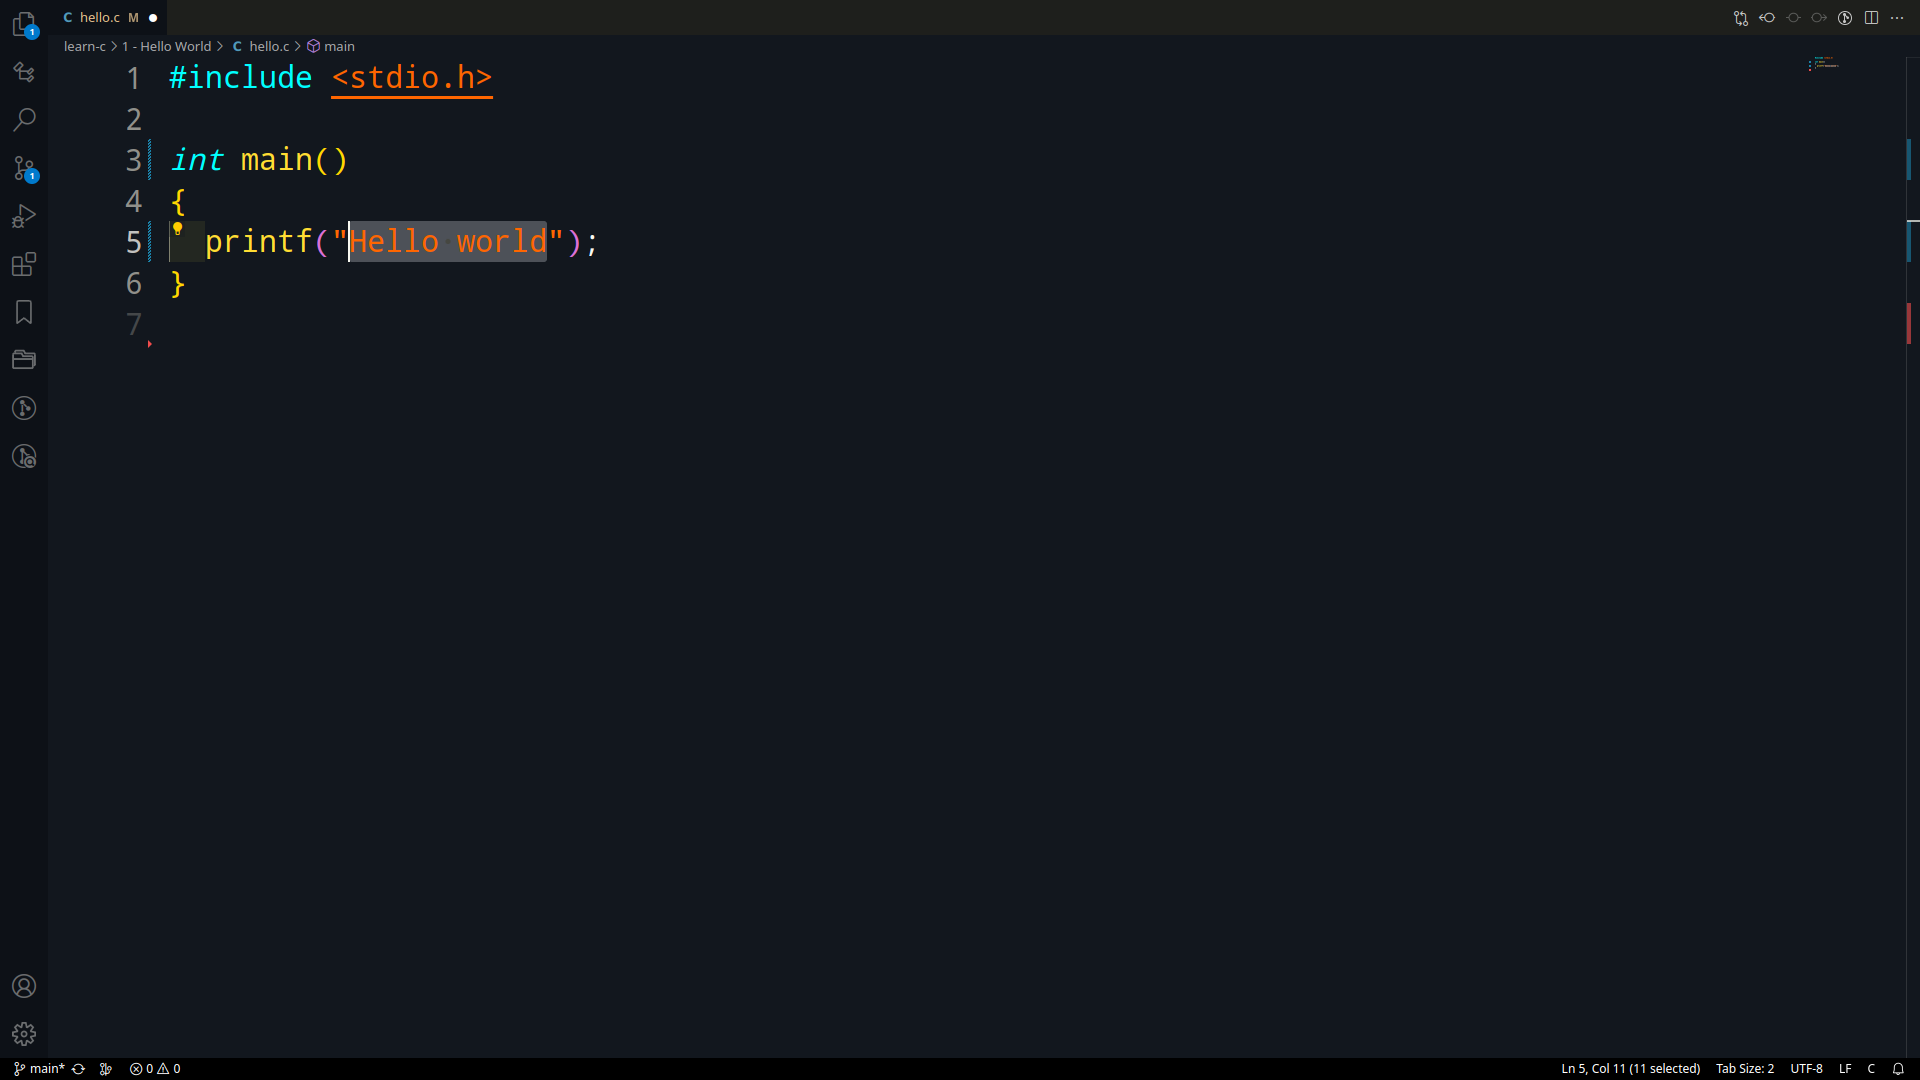 C hello.c M
learn-c > 1 - Hello World > C hello.c > main
1 #include <stdio.h>
2
3 int main()
4 {
5 printf("Hello world");
6 }
7
1
1
main* 0 0 Ln 5, Col 11 (11 selected) Tab Size: 2 UTF-8 LF C